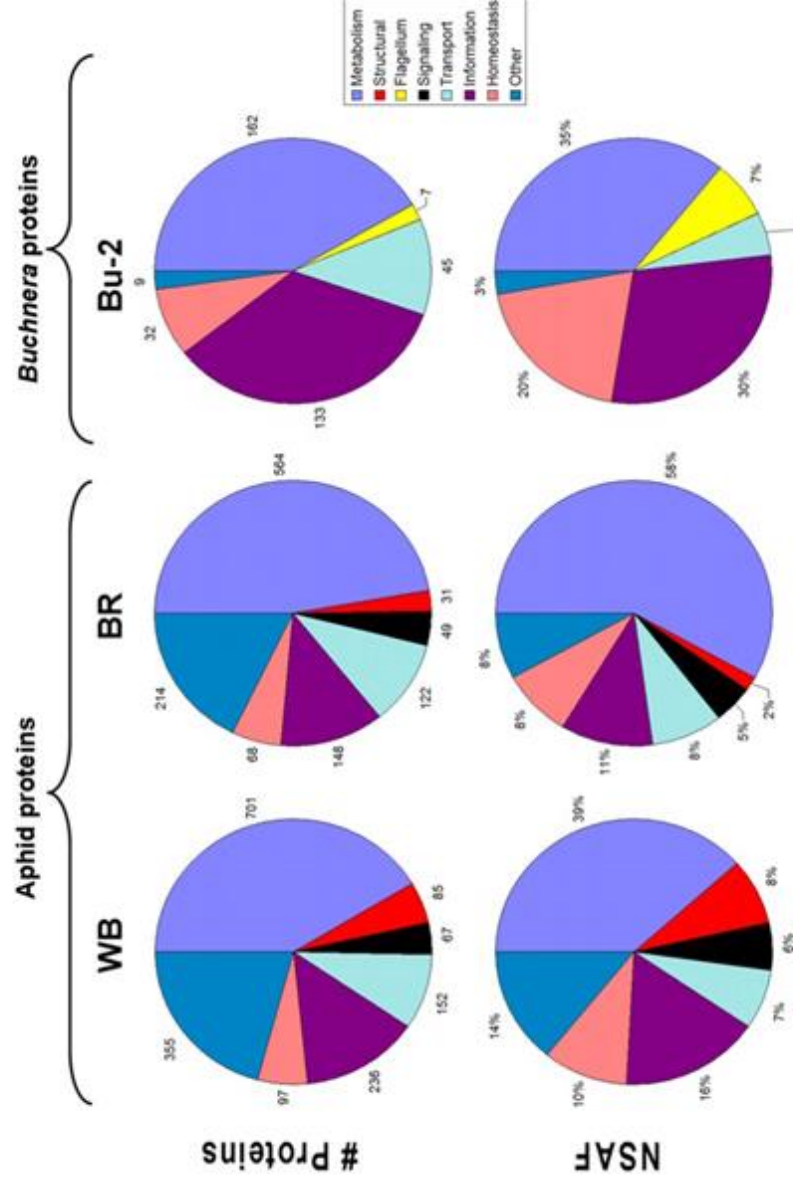 Aphid proteins
Buchnera proteins
WB
BR
Bu-2
# Proteins
701
85
67
152
236
97
355
564
31
49
122
148
68
214
162
7
45
133
32
9
NSAF
39%
8%
6%
7%
16%
10%
14%
58%
2%
5%
8%
11%
8%
8%
35%
7%
30%
20%
3%
Metabolism
Structural
Flagellum
Signaling
Transport
Information
Homeostasis
Other